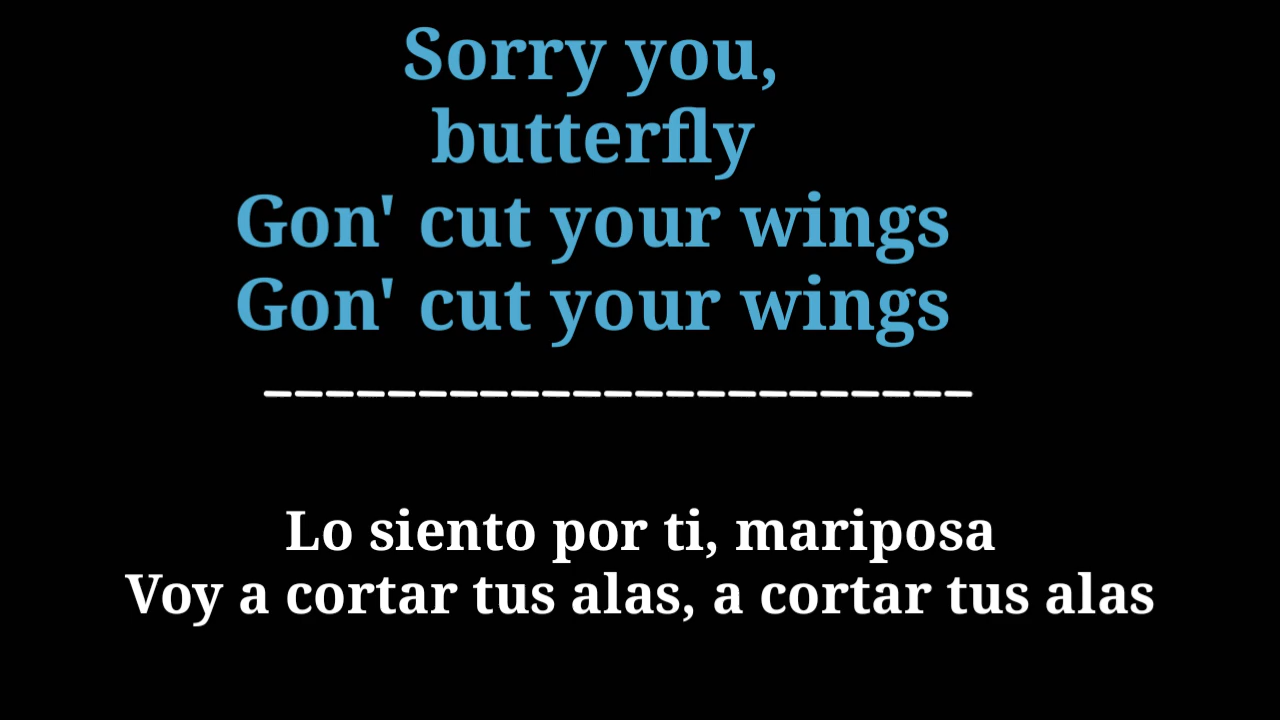 Sorry you,
butterfly
Gon' cut your wings
Gon' cut your wings
_______________________
Lo siento por ti, mariposa
Voy a cortar tus alas, a cortar tus alas